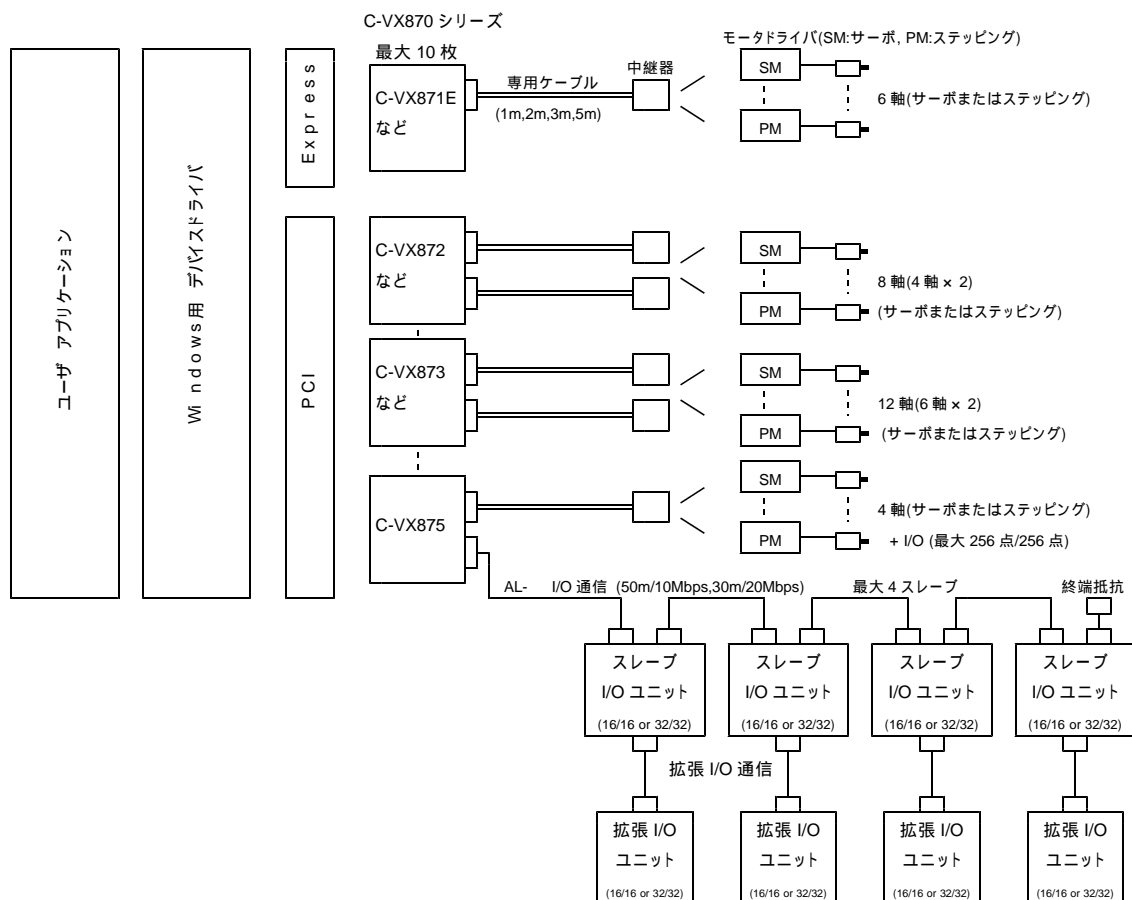 C-VX870 シリーズ
最大 10 枚
ユーザ アプリケーション
Windows用 デバイスドライバ
Express
C-VX871E
など
専用ケーブル
(1m,2m,3m,5m)
中継器
モータドライバ(SM:サーボ, PM:ステッピング)
SM
PM
6 軸(サーボまたはステッピング)
PCI
C-VX872
など
SM
PM
8 軸(4 軸 × 2)
(サーボまたはステッピング)
C-VX873
など
SM
PM
12 軸(6 軸 × 2)
(サーボまたはステッピング)
C-VX875
SM
PM
4 軸(サーボまたはステッピング)
+ I/O (最大 256 点/256 点)
AL- I/O 通信 (50m/10Mbps,30m/20Mbps)
最大 4 スレーブ
終端抵抗
スレーブ
I/O ユニット
(16/16 or 32/32)
スレーブ
I/O ユニット
(16/16 or 32/32)
スレーブ
I/O ユニット
(16/16 or 32/32)
スレーブ
I/O ユニット
(16/16 or 32/32)
拡張 I/O 通信
拡張 I/O
ユニット
(16/16 or 32/32)
拡張 I/O
ユニット
(16/16 or 32/32)
拡張 I/O
ユニット
(16/16 or 32/32)
拡張 I/O
ユニット
(16/16 or 32/32)